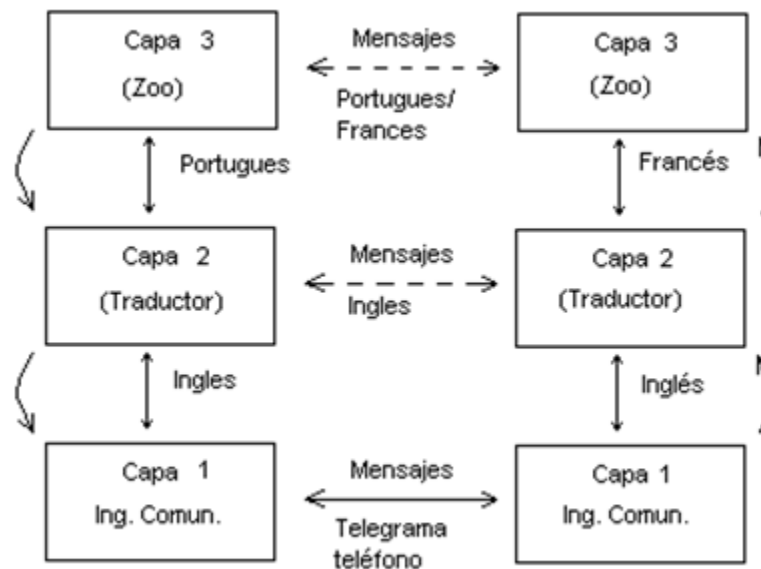 Capa 3
(Zoo)
Mensajes
Portugues/
Frances
Capa 3
(Zoo)
Portugues
Francés
Capa 2
(Traductor)
Mensajes
Ingles
Capa 2
(Traductor)
Ingles
Inglés
Capa 1
Ing. Comun.
Mensajes
Telegrama
teléfono
Capa 1
Ing. Comun.